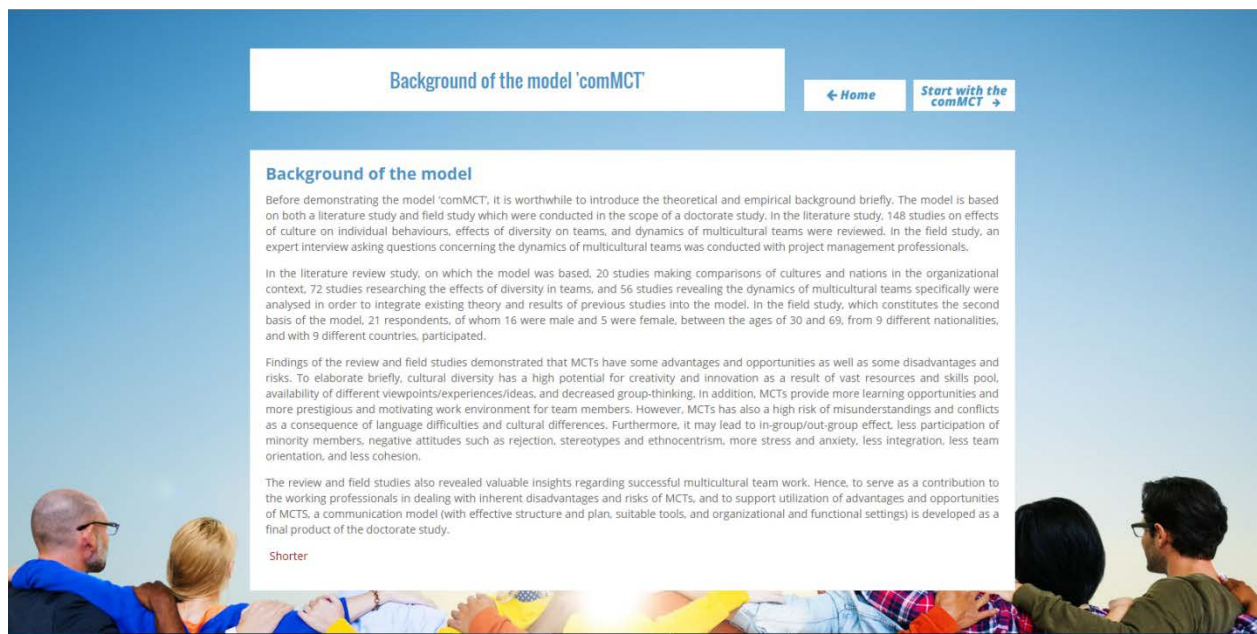 Background of the model 'comMCT'
← Home
Start with the
comMCT →
Background of the model
Before demonstrating the model 'comMCT', it is worthwhile to introduce the theoretical and empirical background briefly. The model is based
on both a literature study and field study which were conducted in the scope of a doctorate study. In the literature study, 148 studies on effects
of culture on individual behaviours, effects of diversity on teams, and dynamics of multicultural teams were reviewed. In the field study, an
expert interview asking questions concerning the dynamics of multicultural teams was conducted with project management professionals.
In the literature review study, on which the model was based, 20 studies making comparisons of cultures and nations in the organizational
context, 72 studies researching the effects of diversity in teams, and 56 studies revealing the dynamics of multicultural teams specifically were
analysed in order to integrate existing theory and results of previous studies into the model. In the field study, which constitutes the second
basis of the model, 21 respondents, of whom 16 were male and 5 were female, between the ages of 30 and 69, from 9 different nationalities,
and with 9 different countries, participated.
Findings of the review and field studies demonstrated that MCTs have some advantages and opportunities as well as some disadvantages and
risks. To elaborate briefly, cultural diversity has a high potential for creativity and innovation as a result of vast resources and skills pool,
availability of different viewpoints/experiences/ideas, and decreased group-thinking. In addition, MCTs provide more learning opportunities and
more prestigious and motivating work environment for team members. However, MCTs has also a high risk of misunderstandings and conflicts
as a consequence of language difficulties and cultural differences. Furthermore, it may lead to in-group/out-group effect, less participation of
minority members, negative attitudes such as rejection, stereotypes and ethnocentrism, more stress and anxiety, less integration, less team
orientation, and less cohesion.
The review and field studies also revealed valuable insights regarding successful multicultural team work. Hence, to serve as a contribution to
the working professionals in dealing with inherent disadvantages and risks of MCTs, and to support utilization of advantages and opportunities
of MCTS, a communication model (with effective structure and plan, suitable tools, and organizational and functional settings) is developed as a
final product of the doctorate study.
Shorter